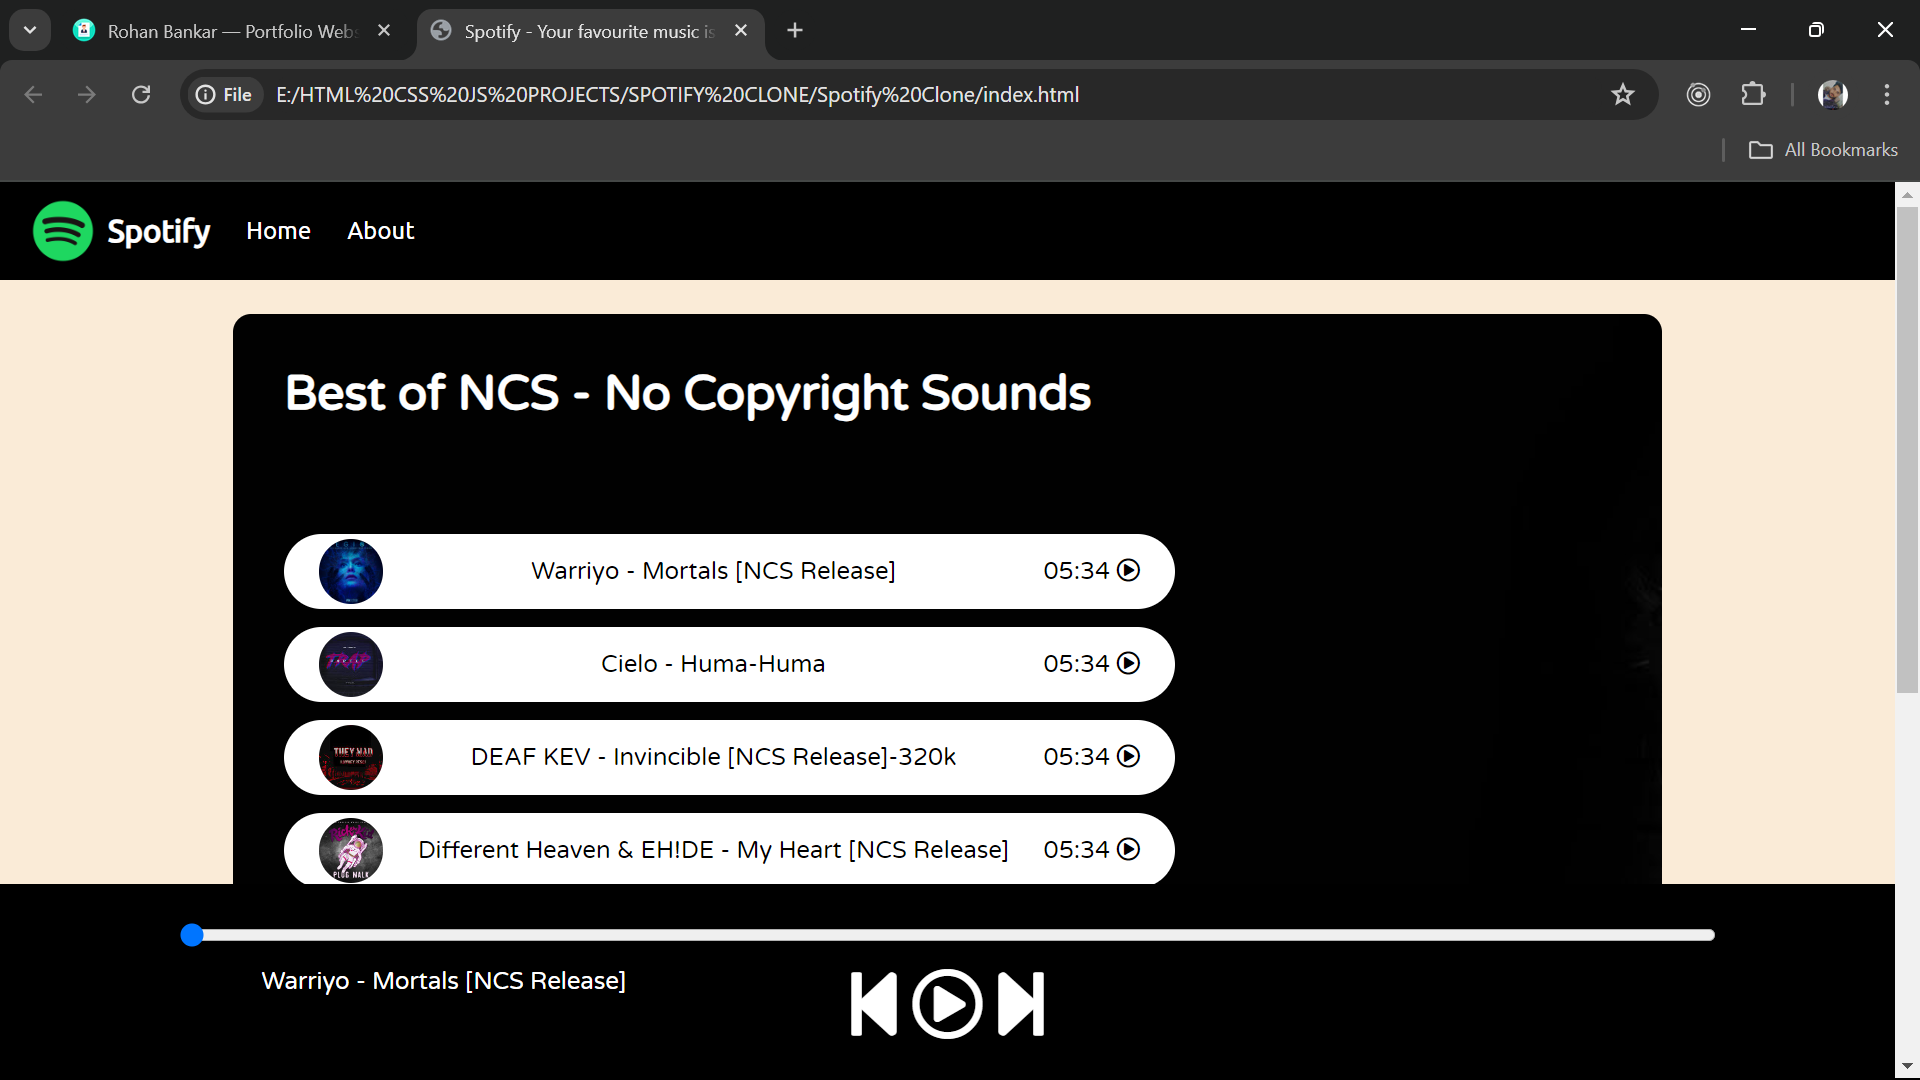 Rohan Bankar — Portfolio Webs
Spotify - Your favourite music is
File
E:/HTML%20CSS%20JS%20PROJECTS/SPOTIFY%20CLONE/Spotify%20Clone/index.html
All Bookmarks
Spotify Home About
Best of NCS - No Copyright Sounds
Warriyo - Mortals [NCS Release] 05:34
TRAP
Cielo - Huma-Huma 05:34
THEY MAD
DEAF KEV - Invincible [NCS Release]-320k 05:34
PLUG WALK
Different Heaven & EH!DE - My Heart [NCS Release] 05:34
Warriyo - Mortals [NCS Release]